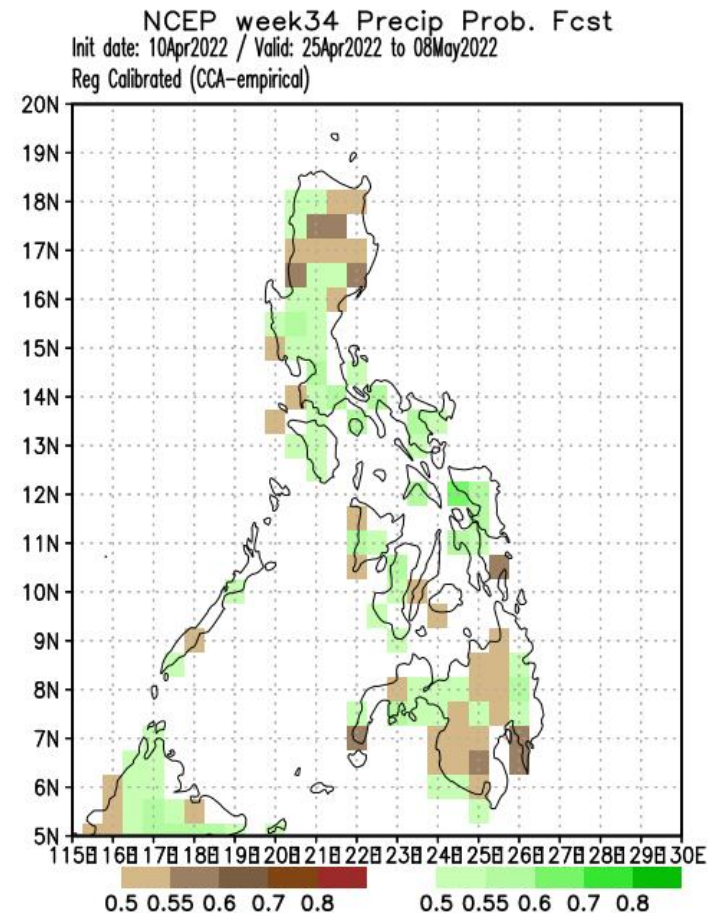 NCEP week34 Precip Prob. Fcst
Init date: 10Apr2022 / Valid: 25Apr2022 to 08May2022
Reg Calibrated (CCA-empirical)
20N
19N
18N
17N
16N
15N
14N
13N
12N
11N
10N
9N
8N
7N
6N
5N
115E 116E 117E 118E 119E 120E 121E 122E 123E 124E 125E 126E 127E 128E 129E 130E
0.5 0.55 0.6 0.7 0.8 0.5 0.55 0.6 0.7 0.8